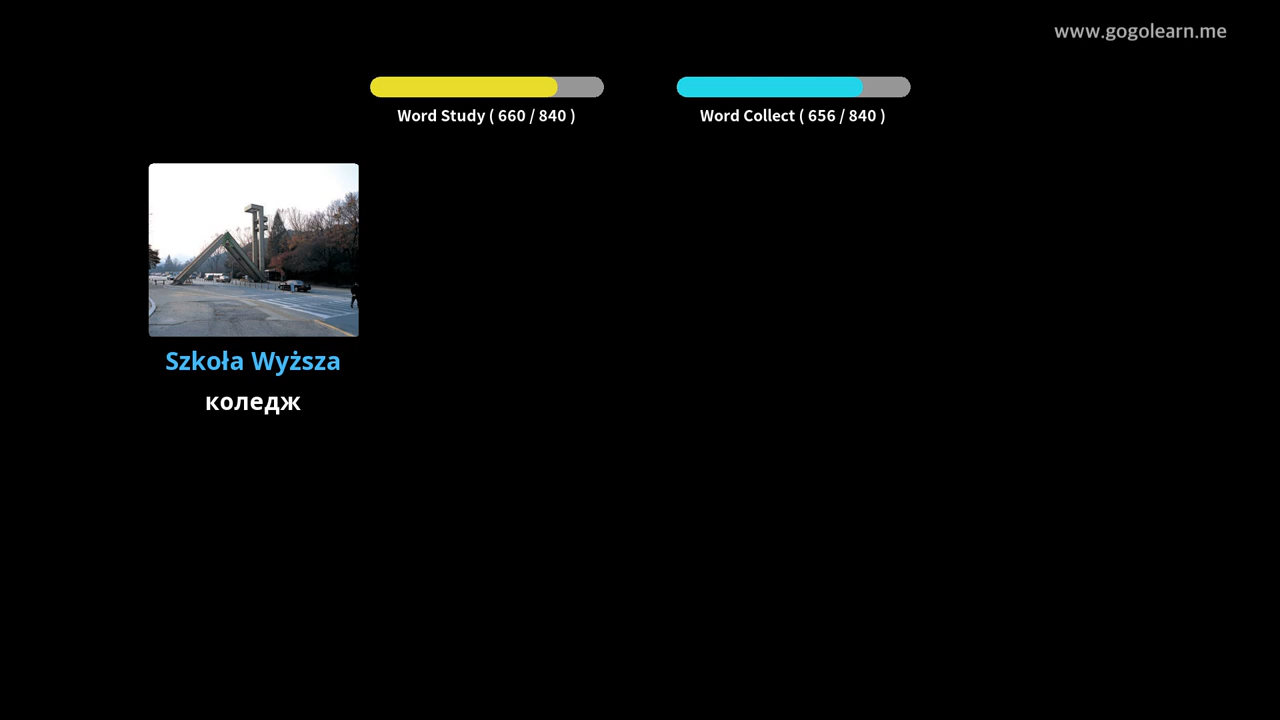 www.gogolearn.me
Word Study ( 660 / 840 )
Word Collect ( 656 / 840 )
Szkoła Wyższa
коледж